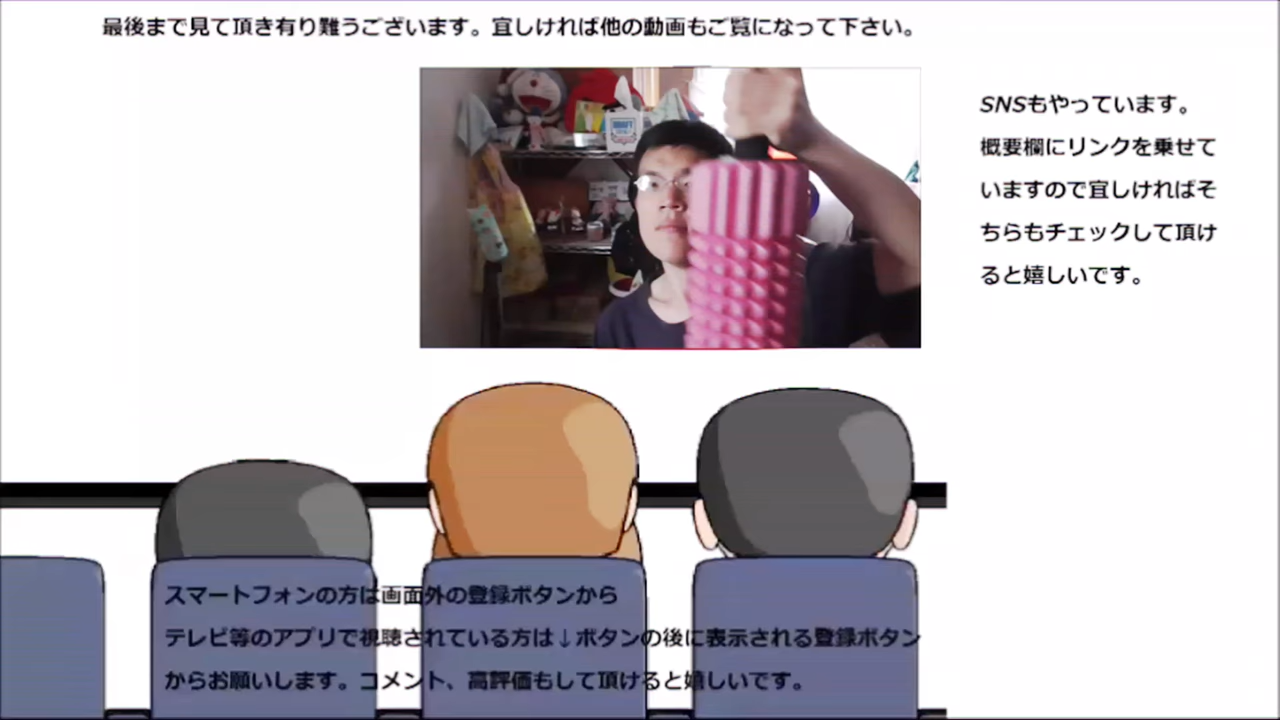 最後まで見て頂き有り難うございます。宜しければ他の動画もご覧になって下さい。
SNSもやっています。
概要欄にリンクを乗せて
いますので宜しければそ
ちらもチェックして頂け
ると嬉しいです。
スマートフォンの方は画面外の登録ボタンから
テレビ等のアプリで視聴されている方は↓ボタンの後に表示される登録ボタン
からお願いします。コメント、高評価もして頂けると嬉しいです。